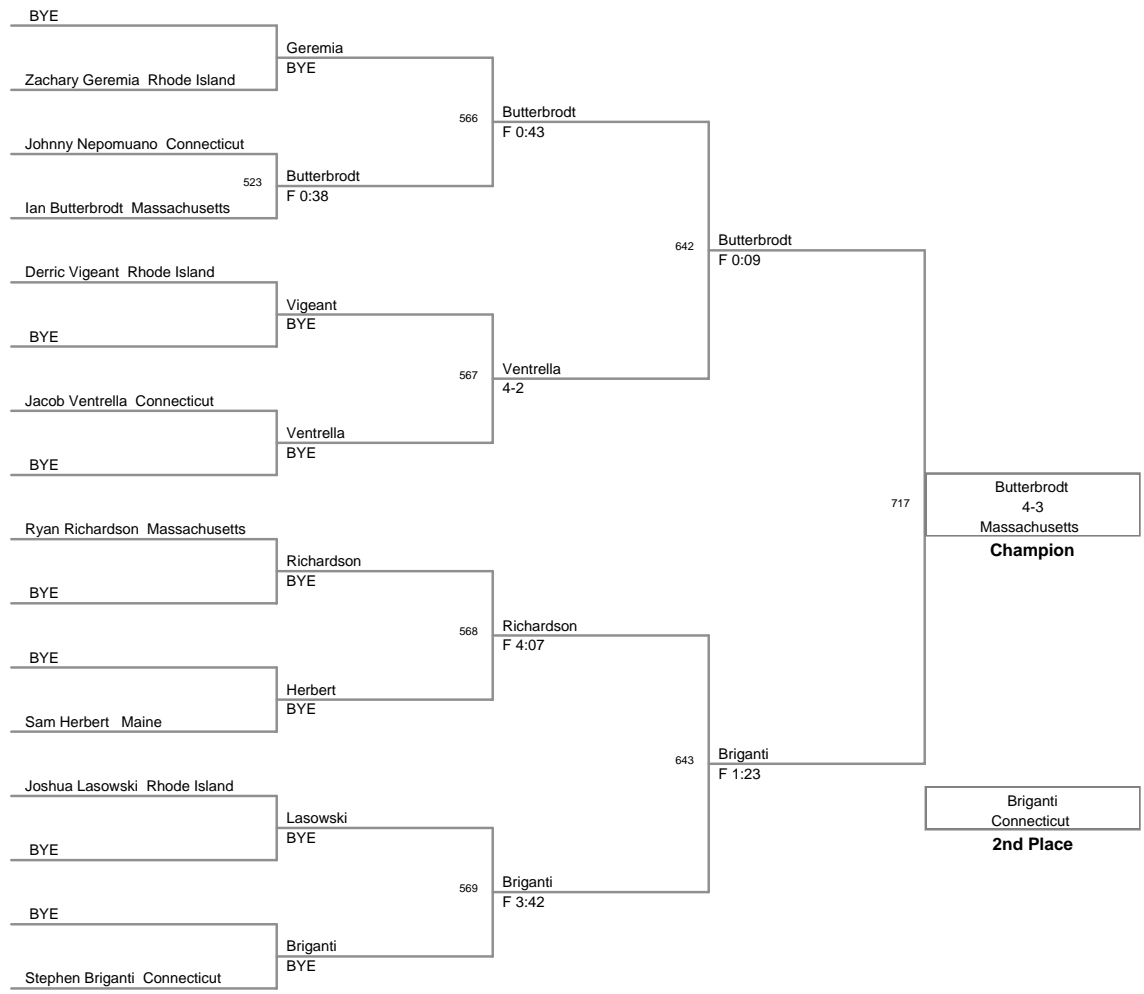 BYE
Geremia
BYE
Zachary Geremia  Rhode Island
566
Butterbrodt
F 0:43
Johnny Nepomuano  Connecticut
523
Butterbrodt
F 0:38
Ian Butterbrodt  Massachusetts
642
Butterbrodt
F 0:09
Derric Vigeant  Rhode Island
Vigeant
BYE
BYE
567
Ventrella
4-2
Jacob Ventrella  Connecticut
Ventrella
BYE
BYE
717
Butterbrodt
4-3
Massachusetts
Champion
Ryan Richardson  Massachusetts
Richardson
BYE
BYE
568
Richardson
F 4:07
BYE
Herbert
BYE
Sam Herbert   Maine
643
Briganti
F 1:23
Joshua Lasowski  Rhode Island
Lasowski
BYE
BYE
Briganti
Connecticut
2nd Place
569
Briganti
F 3:42
BYE
Briganti
BYE
Stephen Briganti  Connecticut